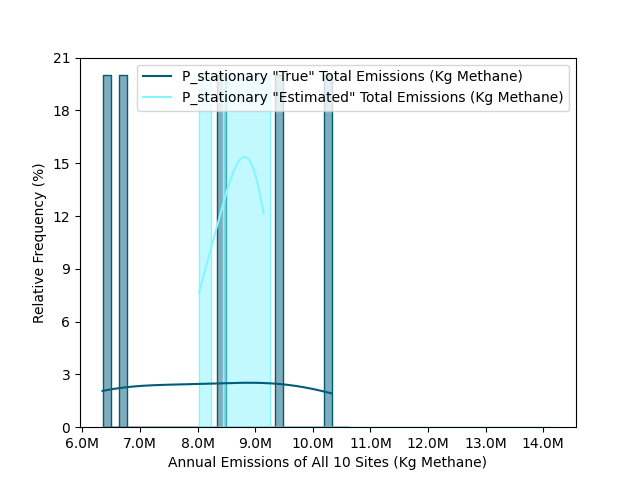 21
18
15
12
9
6
3
0
Relative Frequency (%)
P_stationary "True" Total Emissions (Kg Methane)
P_stationary "Estimated" Total Emissions (Kg Methane)
6.0M 7.0M 8.0M 9.0M 10.0M 11.0M 12.0M 13.0M 14.0M
Annual Emissions of All 10 Sites (Kg Methane)